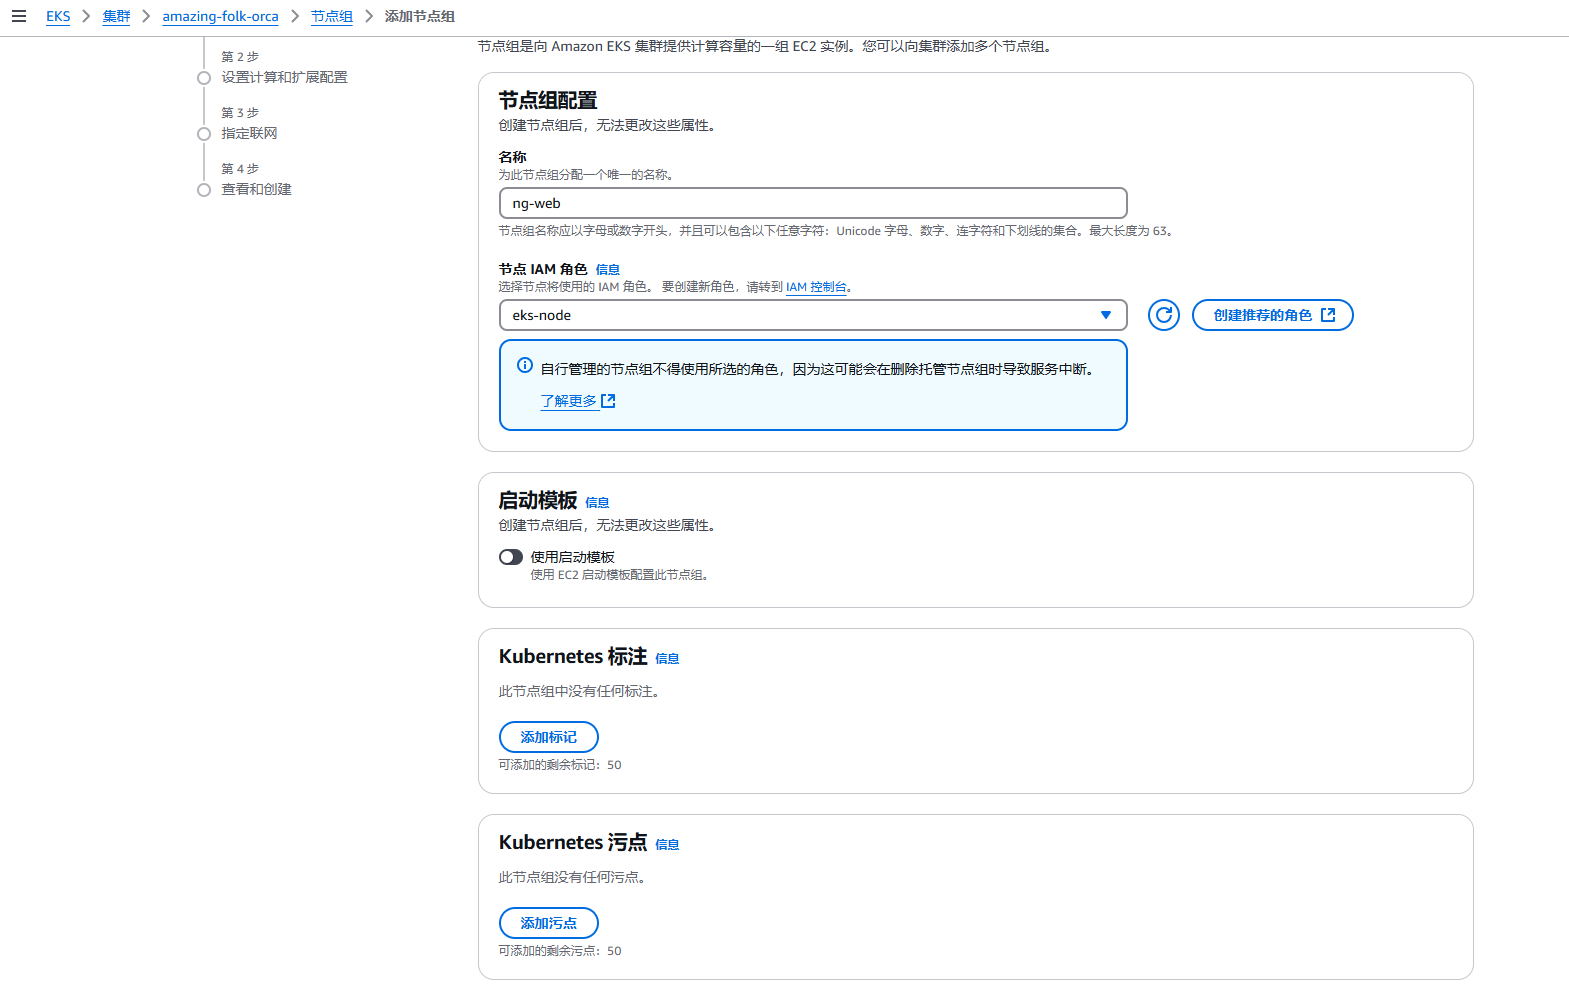 EKS > 集群 > amazing-folk-orca > 节点组 > 添加节点组
第 2 步
设置计算和扩展配置
第 3 步
指定联网
第 4 步
查看和创建
节点组是向 Amazon EKS 集群提供计算容量的一组 EC2 实例。您可以向集群添加多个节点组。
节点组配置
创建节点组后，无法更改这些属性。
名称
为此节点组分配一个唯一的名称。
ng-web
节点组名称应以字母或数字开头，并且可以包含以下任意字符：Unicode 字母、数字、连字符和下划线的集合。最大长度为 63。
节点 IAM 角色 信息
选择节点将使用的 IAM 角色。 要创建新角色，请转到 IAM 控制台。
eks-node
创建推荐的角色
自行管理的节点组不得使用所选的角色，因为这可能会在删除托管节点组时导致服务中断。
了解更多
启动模板 信息
创建节点组后，无法更改这些属性。
使用启动模板
使用 EC2 启动模板配置此节点组。
Kubernetes 标注 信息
此节点组中没有任何标注。
添加标记
可添加的剩余标记：50
Kubernetes 污点 信息
此节点组没有任何污点。
添加污点
可添加的剩余污点：50